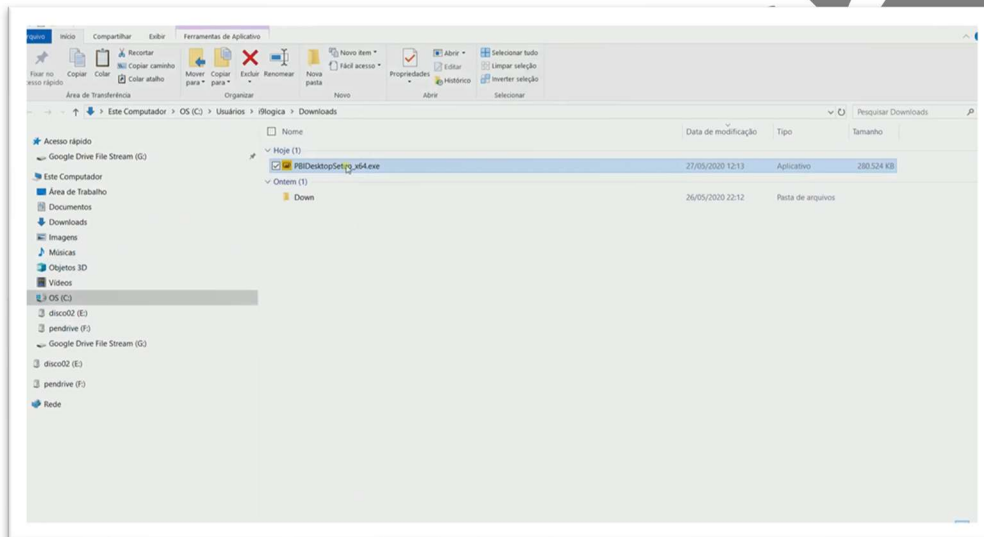 rquivo Início Compartilhar Exibir Ferramentas de Aplicativo
Fixar no
esso rápido
Copiar
Colar
Recortar
Copiar caminho
Colar atalho
Área de Transferência
Mover
para
Copiar
para
Excluir
Renomear
Organizar
Nova
pasta
Novo item
Fácil acesso
Novo
Propriedades
Abrir
Editar
Histórico
Abrir
Selecionar tudo
Limpar seleção
Inverter seleção
Selecionar
Este Computador > OS (C:) > Usuários > i9logica > Downloads
Pesquisar Downloads
Acesso rápido
Google Drive File Stream (G:)
Este Computador
Área de Trabalho
Documentos
Downloads
Imagens
Músicas
Objetos 3D
Vídeos
OS (C:)
disco02 (E:)
pendrive (F:)
Google Drive File Stream (G:)
disco02 (E:)
pendrive (F:)
Rede
Nome Data de modificação Tipo Tamanho
Hoje (1)
PBIDesktopSetup_x64.exe 27/05/2020 12:13 Aplicativo 280.524 KB
Ontem (1)
Down 26/05/2020 22:12 Pasta de arquivos